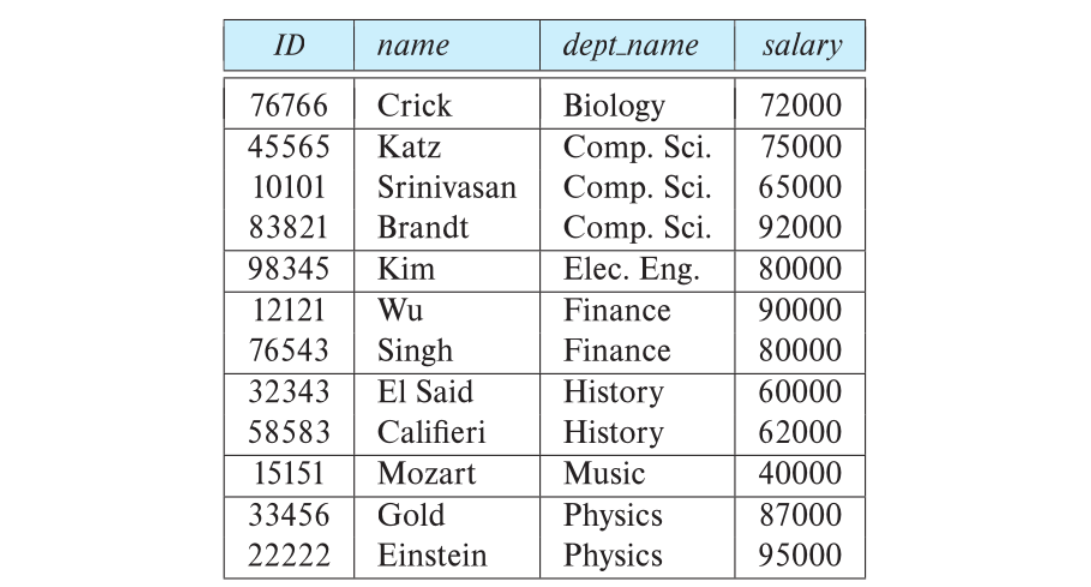 ID name dept_name salary
76766 Crick Biology 72000
45565 Katz Comp. Sci. 75000
10101 Srinivasan Comp. Sci. 65000
83821 Brandt Comp. Sci. 92000
98345 Kim Elec. Eng. 80000
12121 Wu Finance 90000
76543 Singh Finance 80000
32343 El Said History 60000
58583 Califieri History 62000
15151 Mozart Music 40000
33456 Gold Physics 87000
22222 Einstein Physics 95000